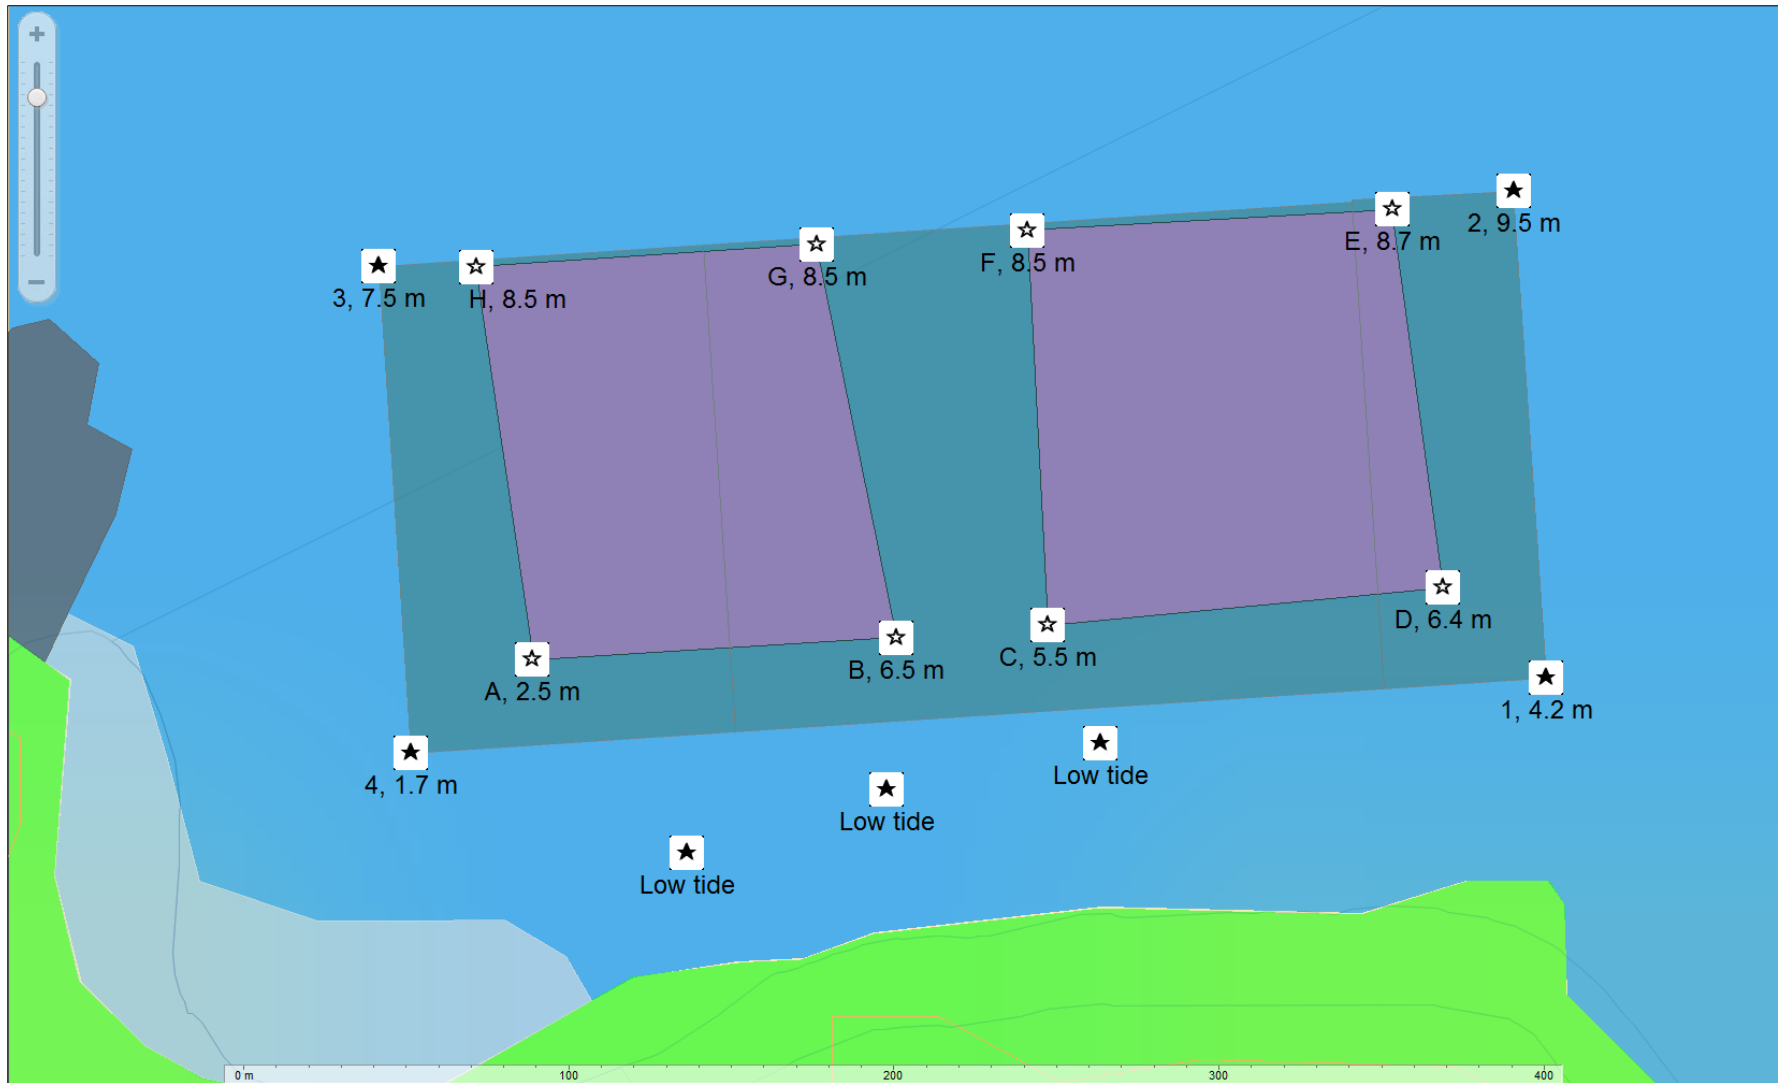 +
−
2, 9.5 m
E, 8.7 m
F, 8.5 m
G, 8.5 m
3, 7.5 m
H, 8.5 m
D, 6.4 m
C, 5.5 m
B, 6.5 m
A, 2.5 m
1, 4.2 m
4, 1.7 m
Low tide
Low tide
Low tide
0 m 100 200 300 400